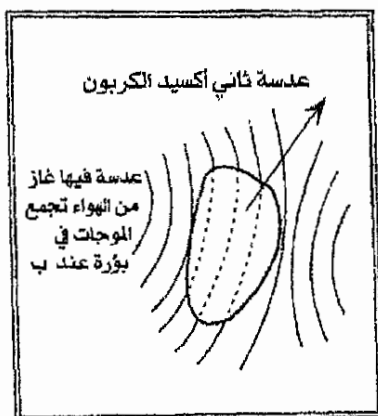 عدسة ثاني أكسيد الكربون
عدسة فيها غاز
من الهواء تجمع
الموجات في
بؤرة عند ب